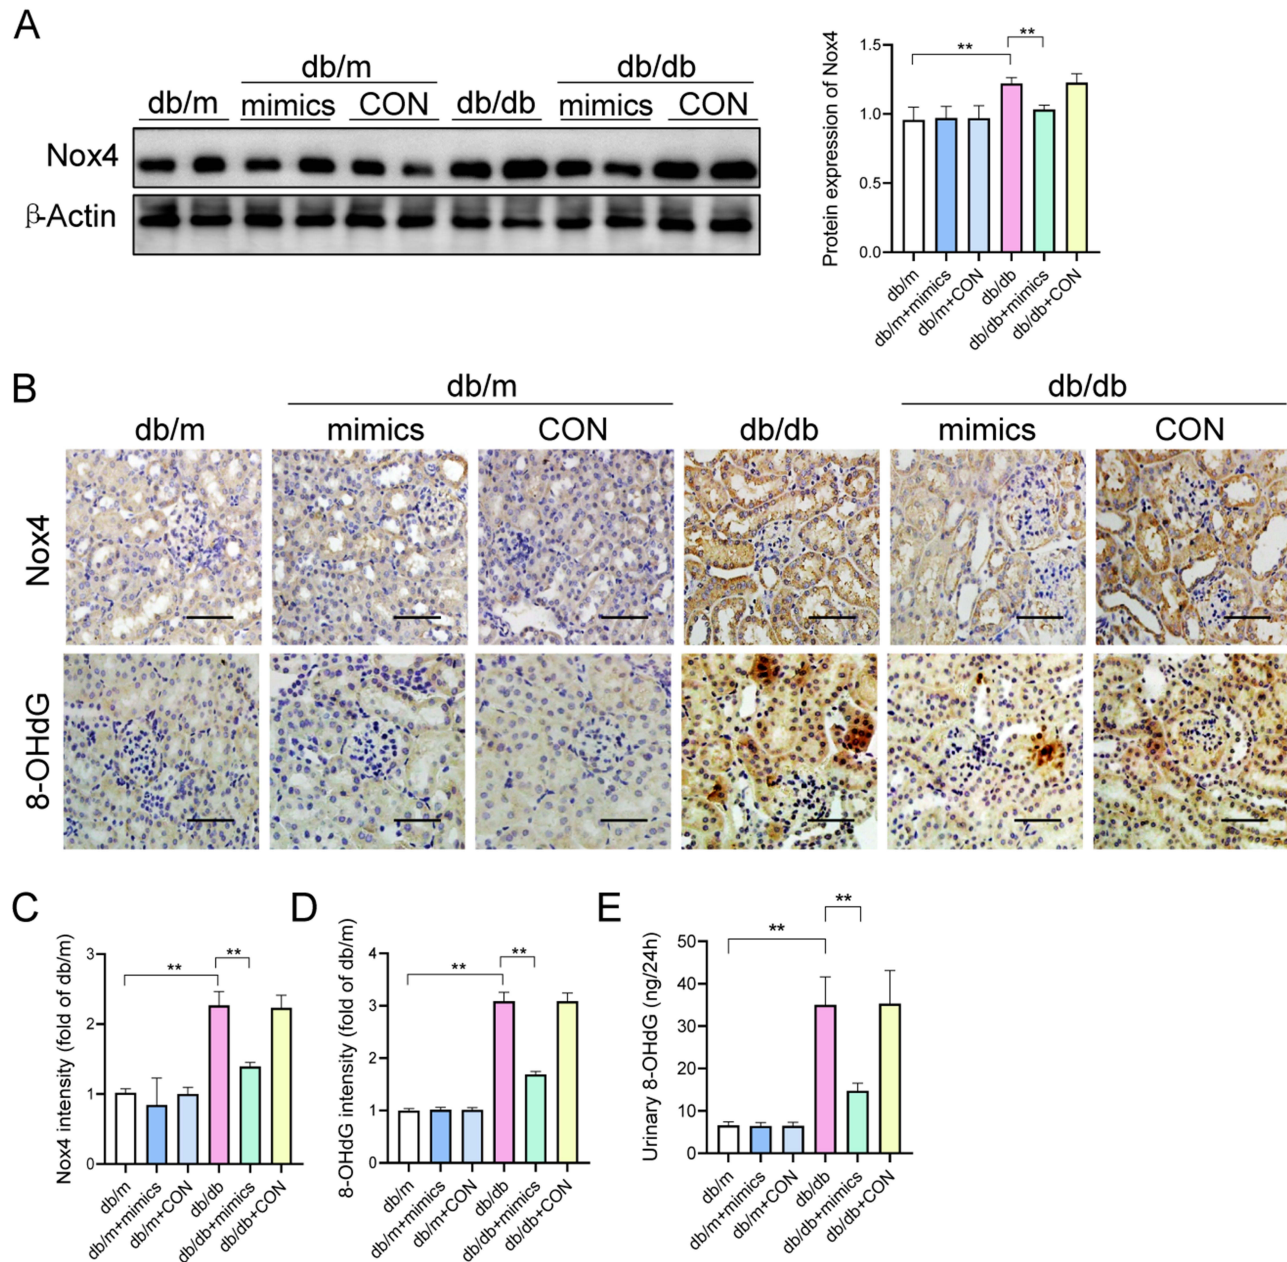 A
db/m
db/db
db/m
mimics
CON
db/db
mimics
CON
Nox4
β-Actin
Protein expression of Nox4
1.5
1.0
0.5
0.0
**
**
db/m
db/m+mimics
db/m+CON
db/db
db/db+mimics
db/db+CON
B
db/m
db/db
db/m
mimics
CON
db/db
mimics
CON
Nox4
8-OHdG
C
Nox4 intensity (fold of db/m)
3
2
1
0
**
**
db/m
db/m+mimics
db/m+CON
db/db
db/db+mimics
db/db+CON
D
8-OHdG intensity (fold of db/m)
4
3
2
1
0
**
**
db/m
db/m+mimics
db/m+CON
db/db
db/db+mimics
db/db+CON
E
Urinary 8-OHdG (ng/24h)
50
40
30
20
10
0
**
**
db/m
db/m+mimics
db/m+CON
db/db
db/db+mimics
db/db+CON